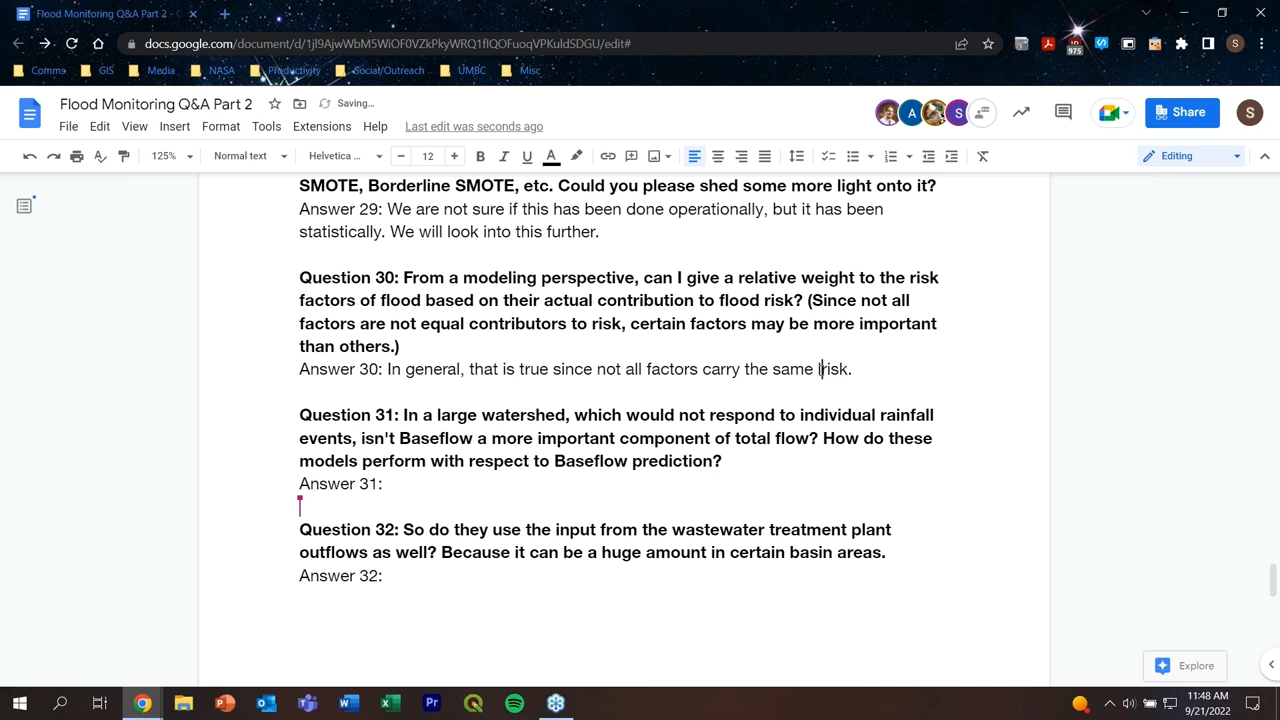 Flood Monitoring Q&A Part 2 - G
docs.google.com/document/d/1jl9AjwWbM5WiOF0VZkPkyWRQ1fIQOFuoqVPKuldSDGU/edit#
975
S
Comms GIS Media NASA Productivity Social/Outreach UMBC Misc
Flood Monitoring Q&A Part 2 Saving...
A S Share S
File Edit View Insert Format Tools Extensions Help Last edit was seconds ago
125% Normal text Helvetica ... 12 B I U A Editing
SMOTE, Borderline SMOTE, etc. Could you please shed some more light onto it?
Answer 29: We are not sure if this has been done operationally, but it has been
statistically. We will look into this further.
Question 30: From a modeling perspective, can I give a relative weight to the risk
factors of flood based on their actual contribution to flood risk? (Since not all
factors are not equal contributors to risk, certain factors may be more important
than others.)
Answer 30: In general, that is true since not all factors carry the same lrisk.
Question 31: In a large watershed, which would not respond to individual rainfall
events, isn't Baseflow a more important component of total flow? How do these
models perform with respect to Baseflow prediction?
Answer 31:
Question 32: So do they use the input from the wastewater treatment plant
outflows as well? Because it can be a huge amount in certain basin areas.
Answer 32:
Explore
11:48 AM
9/21/2022